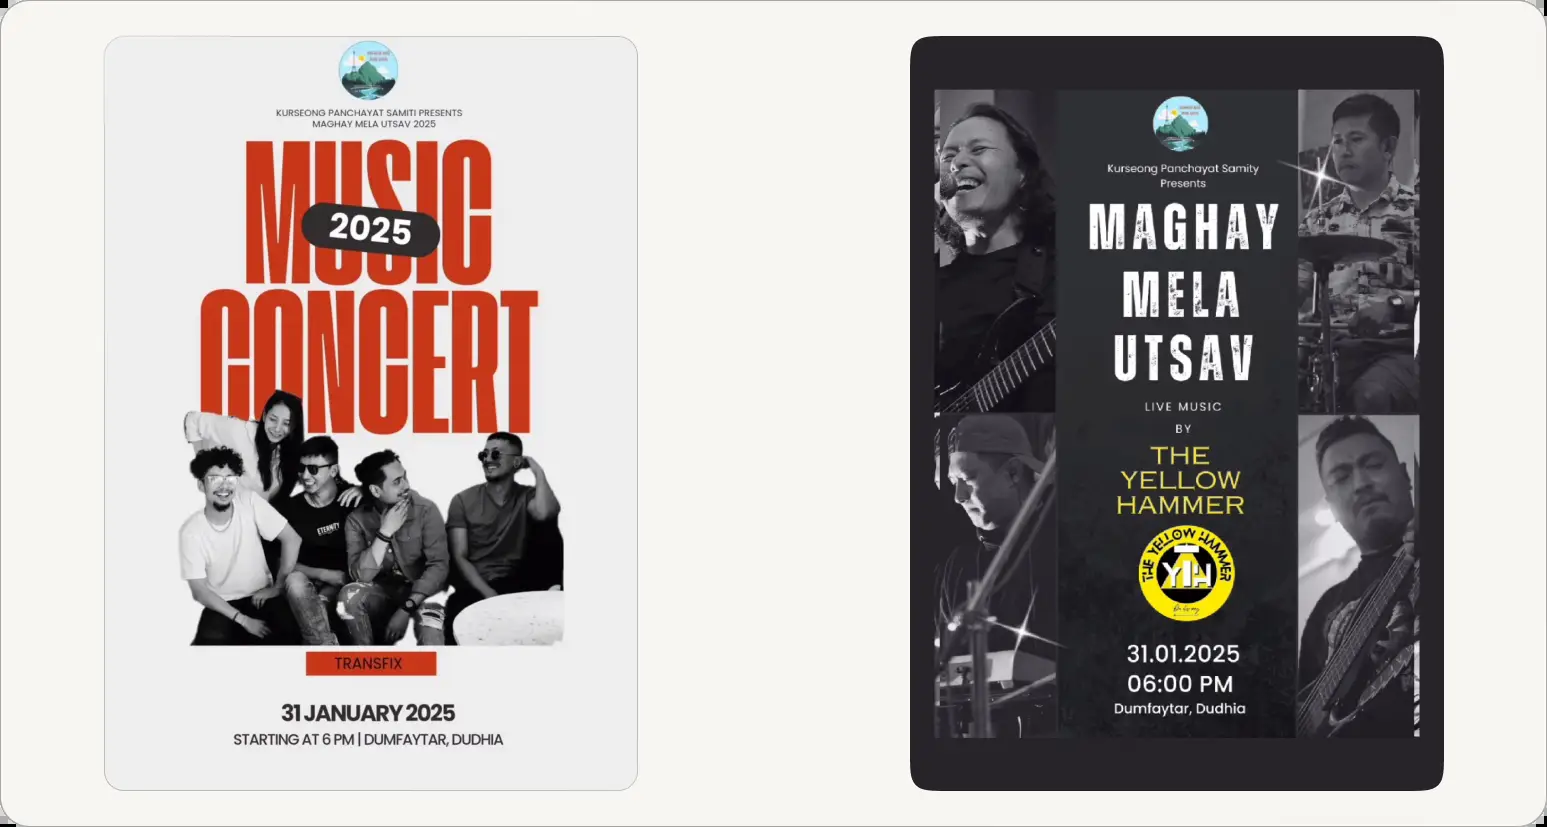 KURSEONG PANCHAYAT SAMITI PRESENTS
MAGHAY MELA UTSAV 2025
MUSIC
2025
CONCERT
ETERNITY
TRANSFIX
31 JANUARY 2025
STARTING AT 6 PM | DUMFAYTAR, DUDHIA
Kurseong Panchayat Samity
Presents
MAGHAY
MELA
UTSAV
LIVE MUSIC
BY
THE
YELLOW
HAMMER
THE YELLOW HAMMER
YH
31.01.2025
06:00 PM
Dumfaytar, Dudhia